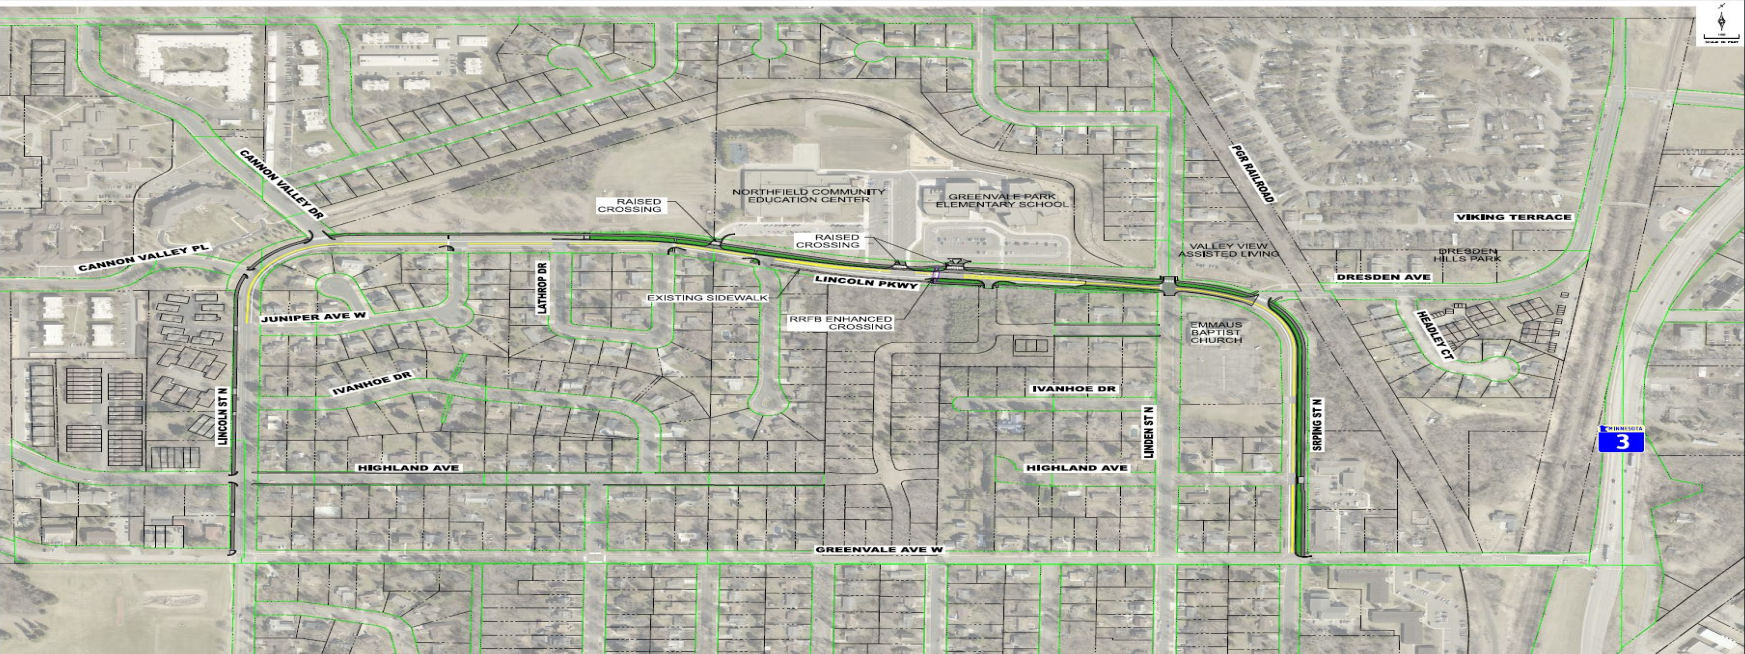 CANNON VALLEY DR
CANNON VALLEY PL
NORTHFIELD COMMUNITY
EDUCATION CENTER
GREENVALE PARK
ELEMENTARY SCHOOL
RAISED
CROSSING
RAISED
CROSSING
PGR RAILROAD
VIKING TERRACE
VALLEY VIEW
ASSISTED LIVING
DRESDEN
HILLS PARK
DRESDEN AVE
LATHROP DR
EXISTING SIDEWALK
LINCOLN PKWY
JUNIPER AVE W
RRFB ENHANCED
CROSSING
EMMAUS
BAPTIST
CHURCH
HEADLEY CT
IVANHOE DR
IVANHOE DR
LINCOLN ST N
LINDEN ST N
SRPING ST N
MINNESOTA
3
HIGHLAND AVE
HIGHLAND AVE
GREENVALE AVE W